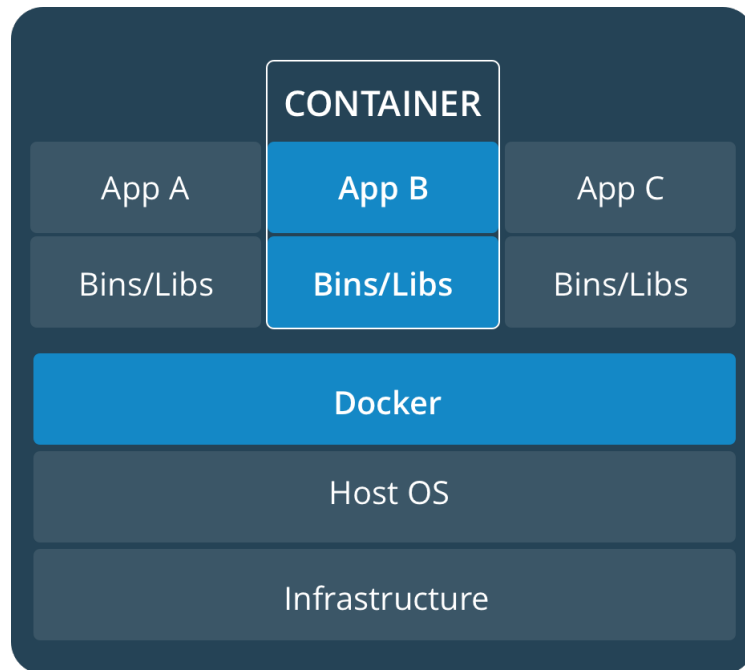 CONTAINER
App A App B App C
Bins/Libs Bins/Libs Bins/Libs
Docker
Host OS
Infrastructure